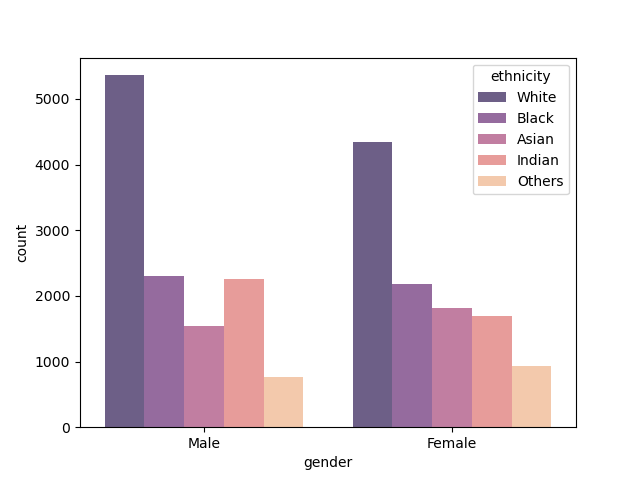 ethnicity
White
Black
Asian
Indian
Others
5000
4000
3000
2000
1000
0
count
Male
Female
gender